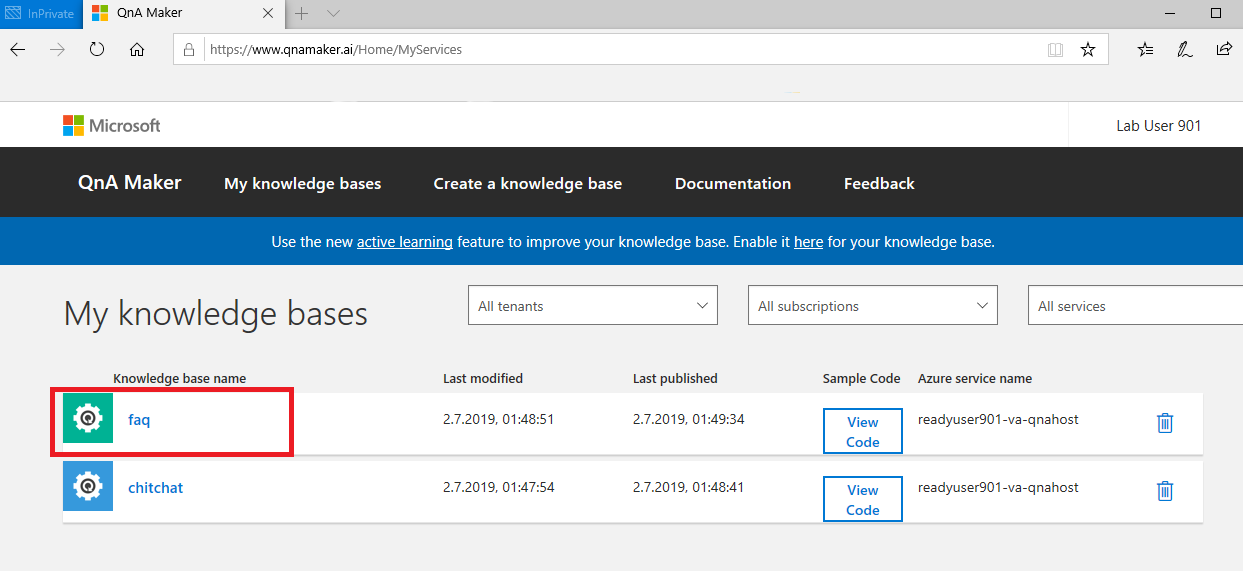 InPrivate
QnA Maker
https://www.qnamaker.ai/Home/MyServices
Microsoft
Lab User 901
QnA Maker My knowledge bases Create a knowledge base Documentation Feedback
Use the new active learning feature to improve your knowledge base. Enable it here for your knowledge base.
My knowledge bases
All tenants All subscriptions All services
Knowledge base name Last modified Last published Sample Code Azure service name
faq 2.7.2019, 01:48:51 2.7.2019, 01:49:34 View readyuser901-va-qnahost
Code
chitchat 2.7.2019, 01:47:54 2.7.2019, 01:48:41 View readyuser901-va-qnahost
Code